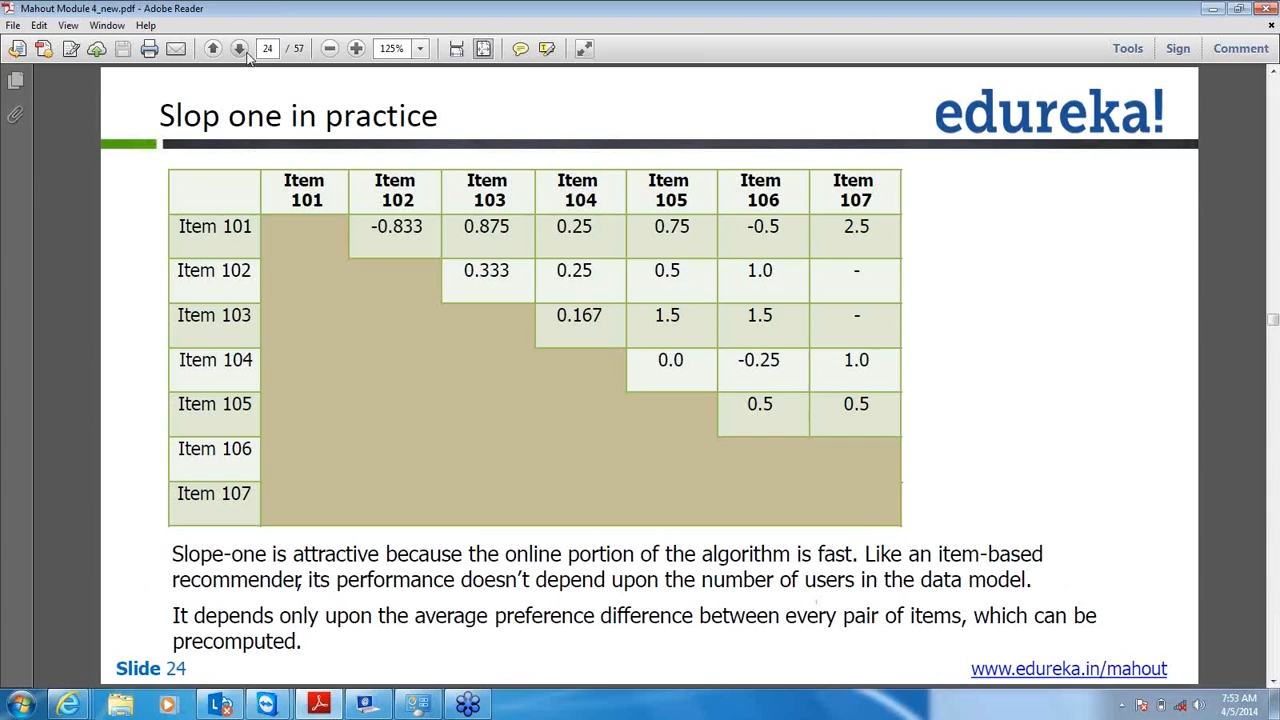 Mahout Module 4_new.pdf - Adobe Reader
File Edit View Window Help
24 / 57 125% Tools Sign Comment
Slop one in practice
edureka!
Item 101 Item 102 Item 103 Item 104 Item 105 Item 106 Item 107
Item 101 -0.833 0.875 0.25 0.75 -0.5 2.5
Item 102 0.333 0.25 0.5 1.0 -
Item 103 0.167 1.5 1.5 -
Item 104 0.0 -0.25 1.0
Item 105 0.5 0.5
Item 106
Item 107
Slope-one is attractive because the online portion of the algorithm is fast. Like an item-based
recommender, its performance doesn't depend upon the number of users in the data model.
It depends only upon the average preference difference between every pair of items, which can be
precomputed.
Slide 24
www.edureka.in/mahout
7:53 AM
4/5/2014